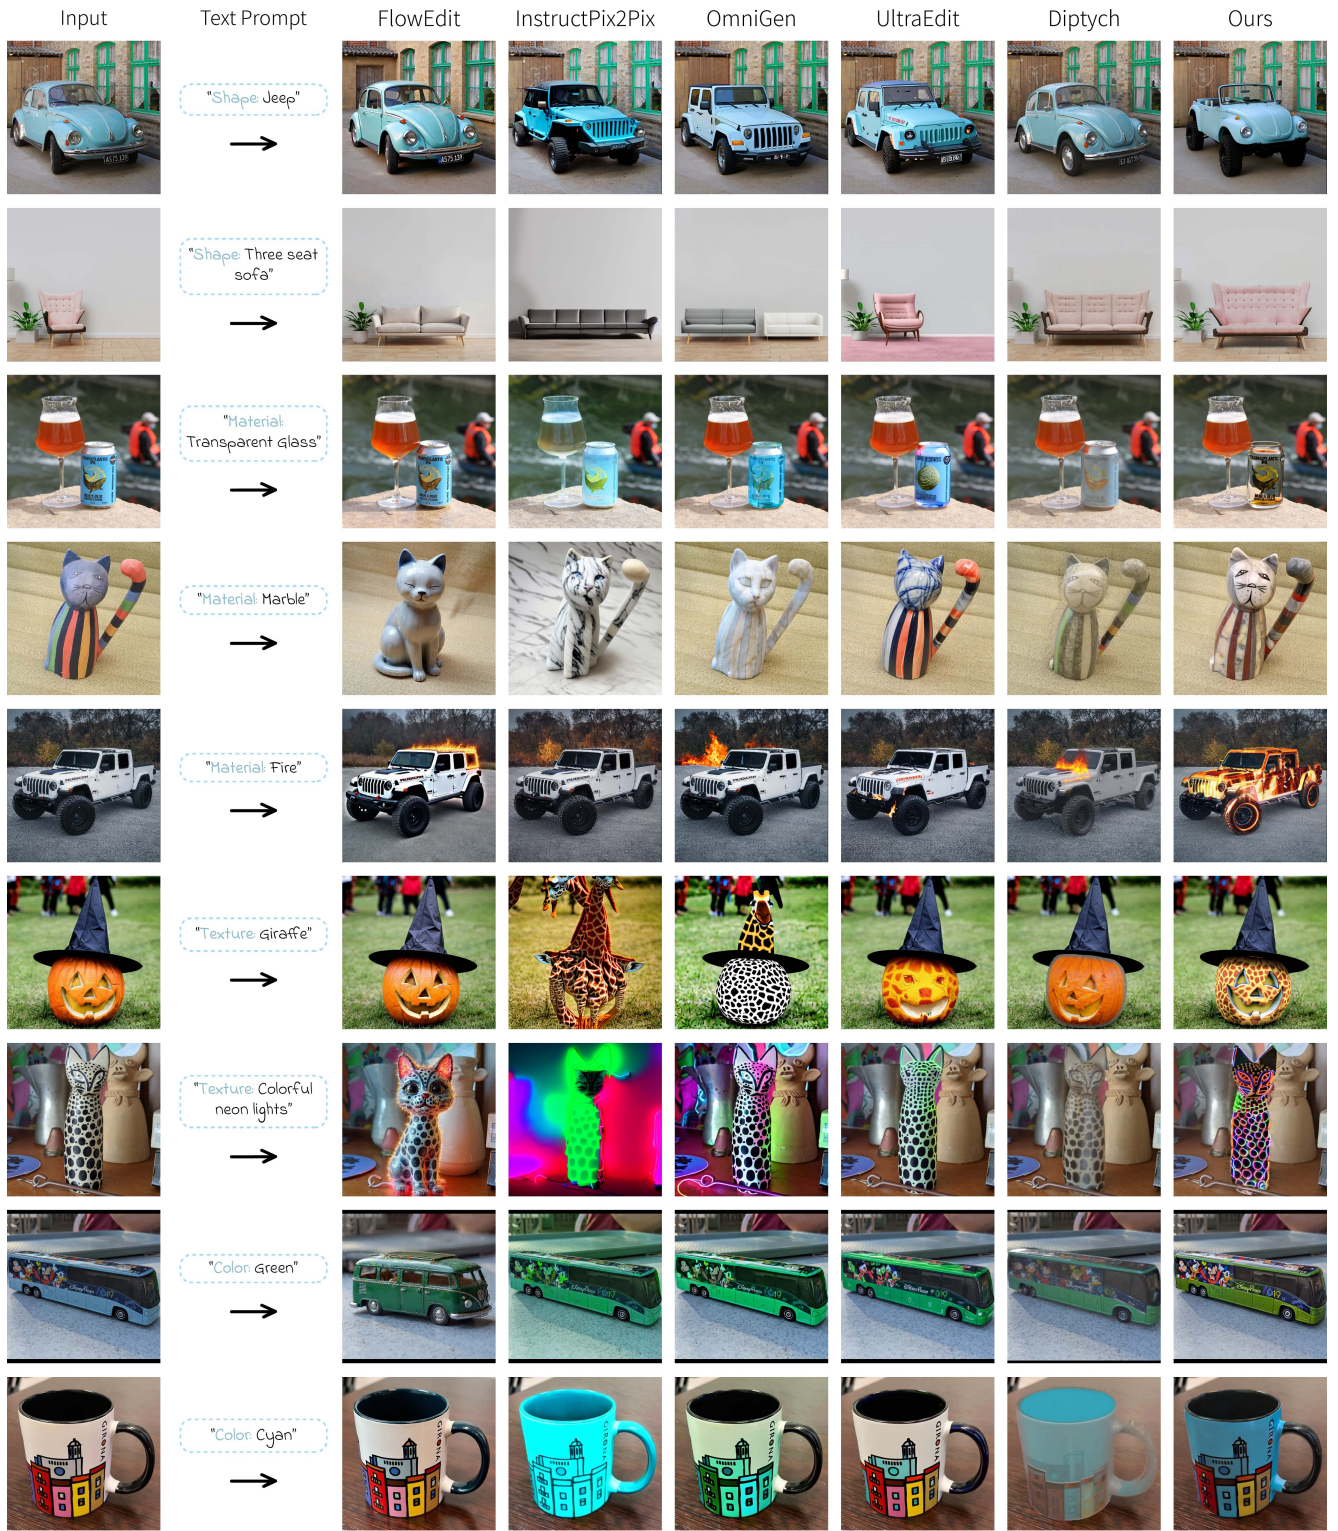 Input Text Prompt FlowEdit InstructPix2Pix OmniGen UltraEdit Diptych Ours
"Shape: Jeep"
"Shape: Three seat
sofa"
"Material:
Transparent Glass"
"Material: Marble"
"Material: Fire"
"Texture: Giraffe"
"Texture: Colorful
neon lights"
"Color: Green"
"Color: Cyan"
GIRONA